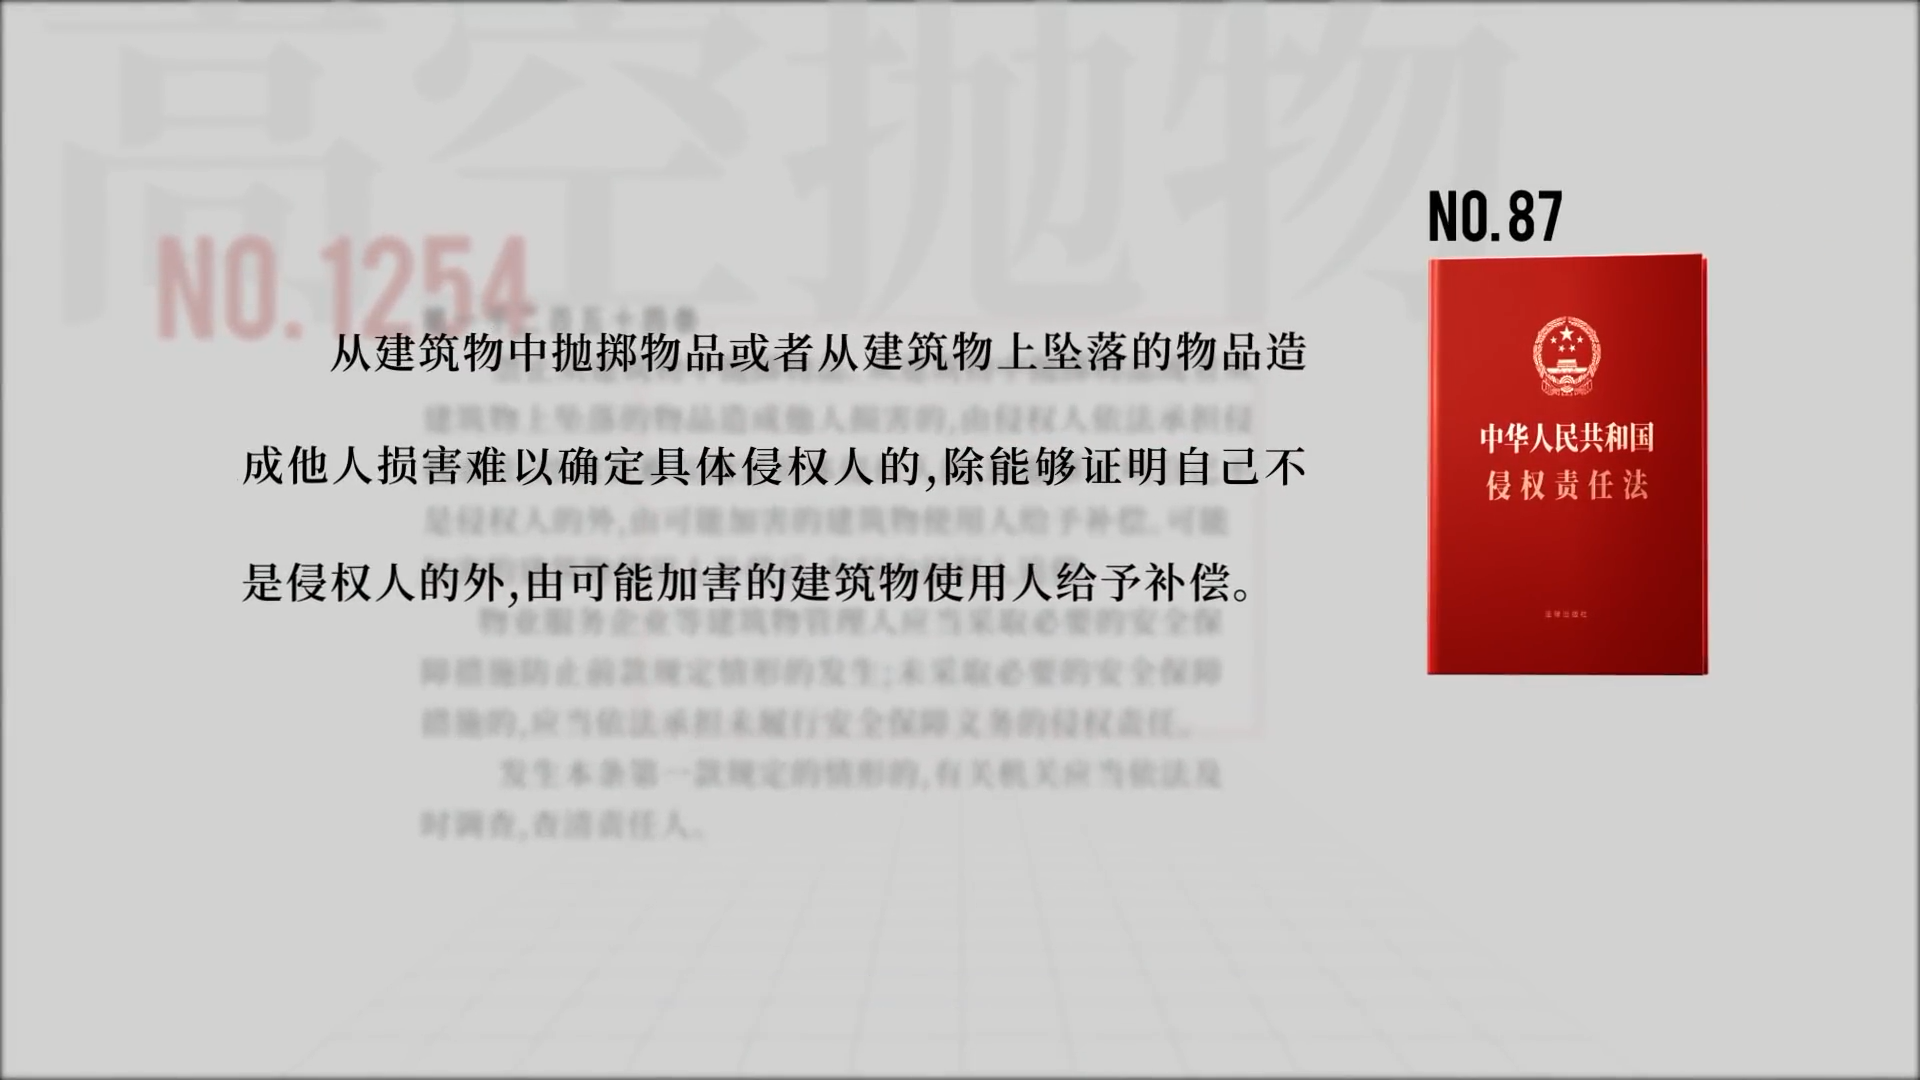 高空抛物
NO.1254
NO.87
从建筑物中抛掷物品或者从建筑物上坠落的物品造
成他人损害难以确定具体侵权人的,除能够证明自己不
是侵权人的外,由可能加害的建筑物使用人给予补偿。
中华人民共和国
侵权责任法
法律出版社
建筑物上坠落的物品造成他人损害的,由侵权人依法承担侵
是侵权人的外,由可能加害的建筑物使用人给予补偿。可能
物业服务企业等建筑物管理人应当采取必要的安全保
障措施防止前款规定情形的发生;未采取必要的安全保障
措施的,应当依法承担未履行安全保障义务的侵权责任。
发生本条第一款规定的情形的,有关机关应当依法及
时调查,查清责任人。